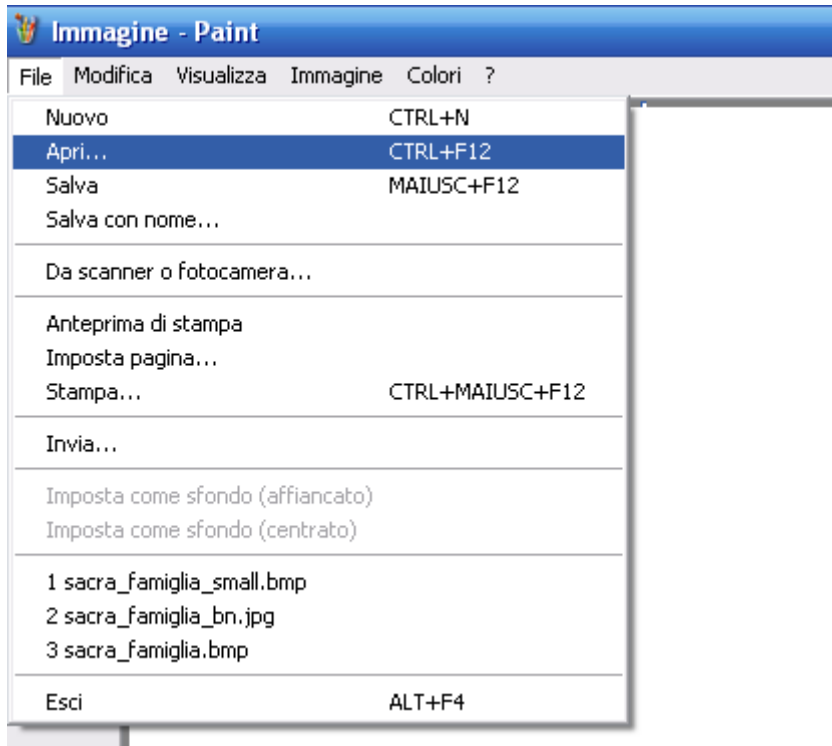 Immagine - Paint
File Modifica Visualizza Immagine Colori ?
Nuovo CTRL+N
Apri... CTRL+F12
Salva MAIUSC+F12
Salva con nome...
Da scanner o fotocamera...
Anteprima di stampa
Imposta pagina...
Stampa... CTRL+MAIUSC+F12
Invia...
Imposta come sfondo (affiancato)
Imposta come sfondo (centrato)
1 sacra_famiglia_small.bmp
2 sacra_famiglia_bn.jpg
3 sacra_famiglia.bmp
Esci ALT+F4